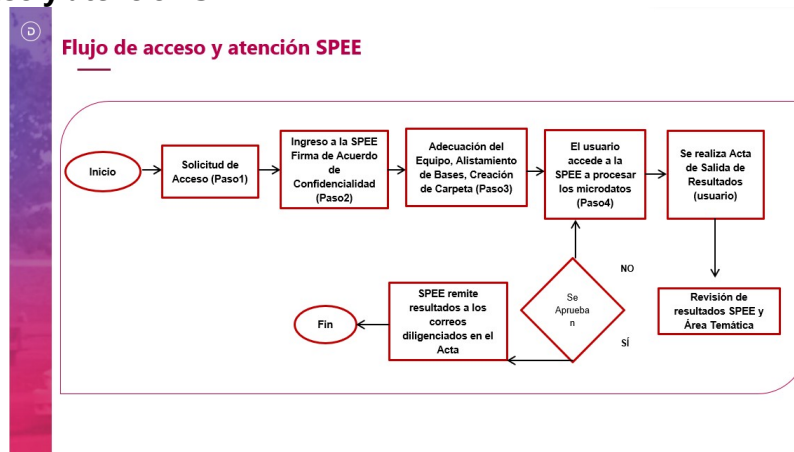 D
Flujo de acceso y atención SPEE
Inicio
Solicitud de
Acceso (Paso1)
Ingreso a la SPEE
Firma de Acuerdo
de
Confidencialidad
(Paso2)
Adecuación del
Equipo, Alistamiento
de Bases, Creación
de Carpeta (Paso3)
El usuario
accede a la
SPEE a procesar
los microdatos
(Paso4)
Se realiza Acta
de Salida de
Resultados
(usuario)
Revisión de
resultados SPEE y
Área Temática
NO
Se
Aprueba
n
SÍ
SPEE remite
resultados a los
correos
diligenciados en el
Acta
Fin